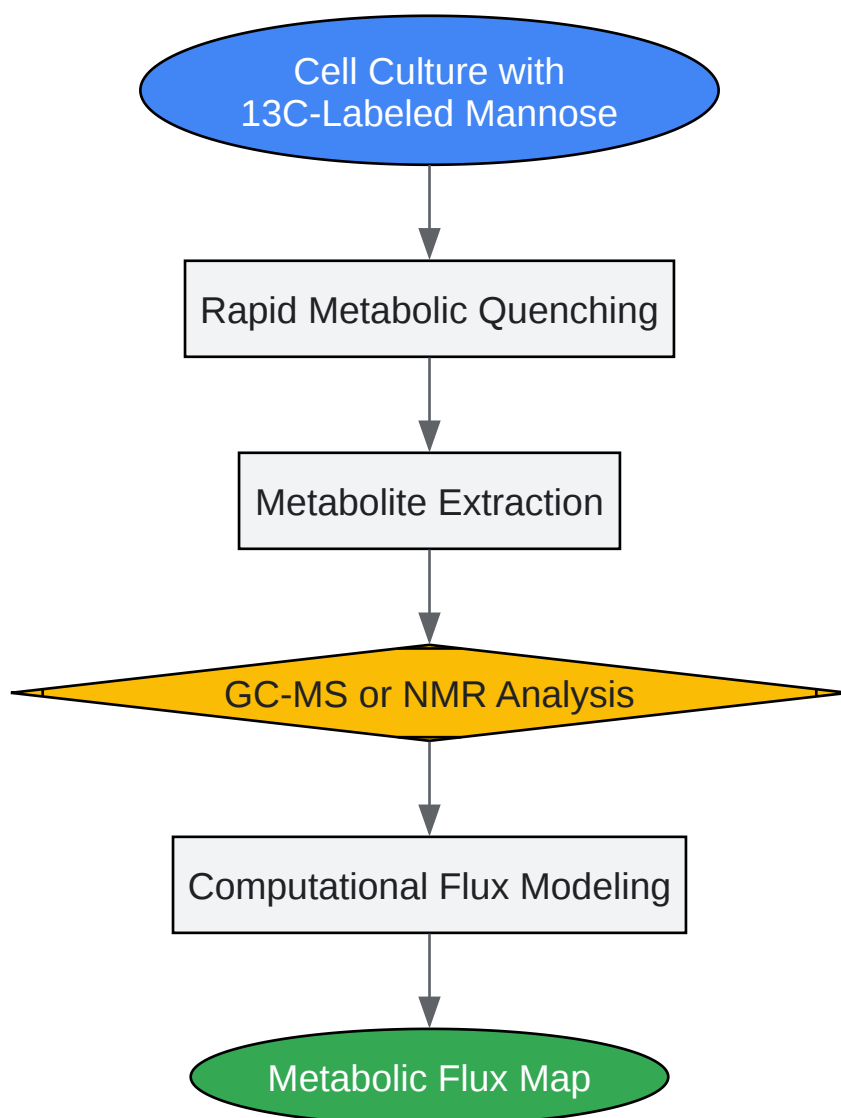 Cell Culture with
13C-Labeled Mannose
Rapid Metabolic Quenching
Metabolite Extraction
GC-MS or NMR Analysis
Computational Flux Modeling
Metabolic Flux Map